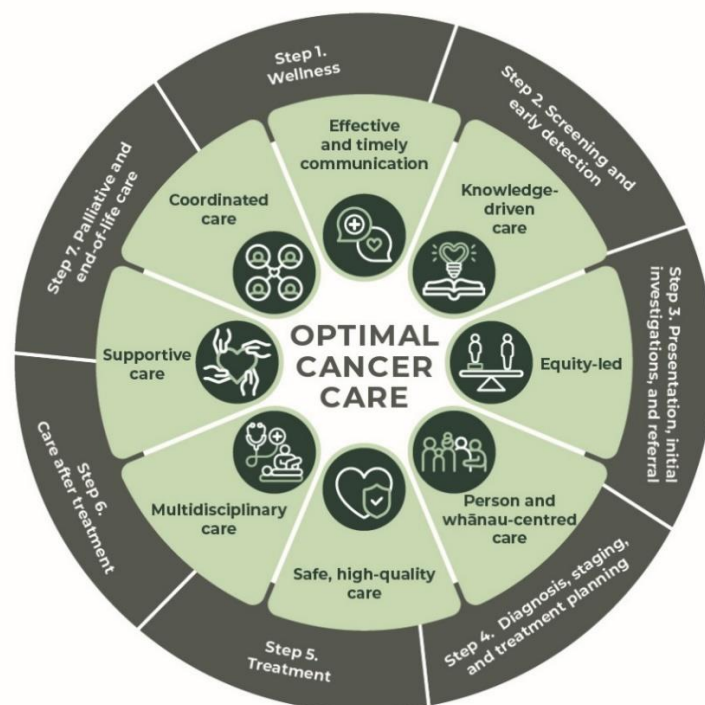 Step 1.
Wellness
Step 2. Screening and
early detection
Step 3. Presentation, initial
investigations, and referral
Step 4. Diagnosis, staging,
and treatment planning
Step 5.
Treatment
Step 6.
Care after treatment
Step 7. Palliative and
end-of-life care
Effective
and timely
communication
Knowledge-
driven
care
Equity-led
Person and
whānau-centred
care
Safe, high-quality
care
Multidisciplinary
care
Supportive
care
Coordinated
care
OPTIMAL
CANCER
CARE